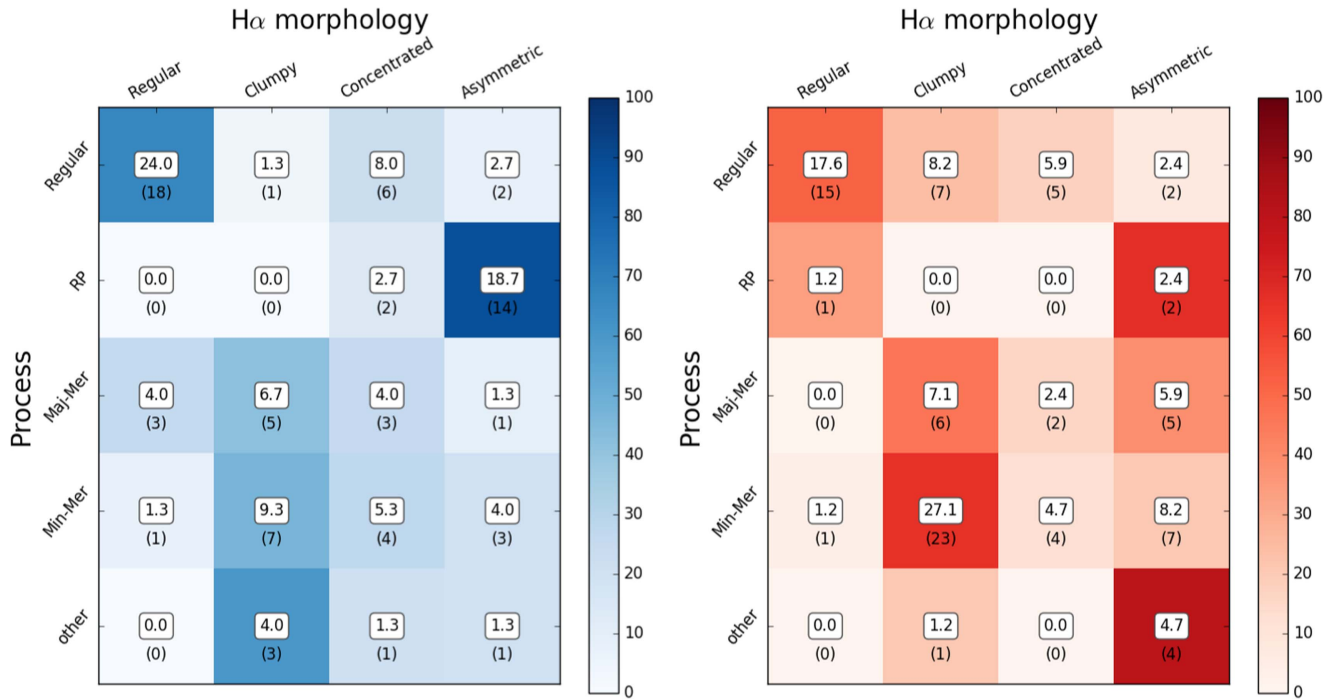 Hα morphology
Regular Clumpy Concentrated Asymmetric
Process
Regular 24.0 1.3 8.0 2.7
(18) (1) (6) (2)
RP 0.0 0.0 2.7 18.7
(0) (0) (2) (14)
Maj-Mer 4.0 6.7 4.0 1.3
(3) (5) (3) (1)
Min-Mer 1.3 9.3 5.3 4.0
(1) (7) (4) (3)
other 0.0 4.0 1.3 1.3
(0) (3) (1) (1)
100
90
80
70
60
50
40
30
20
10
0
Hα morphology
Regular Clumpy Concentrated Asymmetric
Process
Regular 17.6 8.2 5.9 2.4
(15) (7) (5) (2)
RP 1.2 0.0 0.0 2.4
(1) (0) (0) (2)
Maj-Mer 0.0 7.1 2.4 5.9
(0) (6) (2) (5)
Min-Mer 1.2 27.1 4.7 8.2
(1) (23) (4) (7)
other 0.0 1.2 0.0 4.7
(0) (1) (0) (4)
100
90
80
70
60
50
40
30
20
10
0